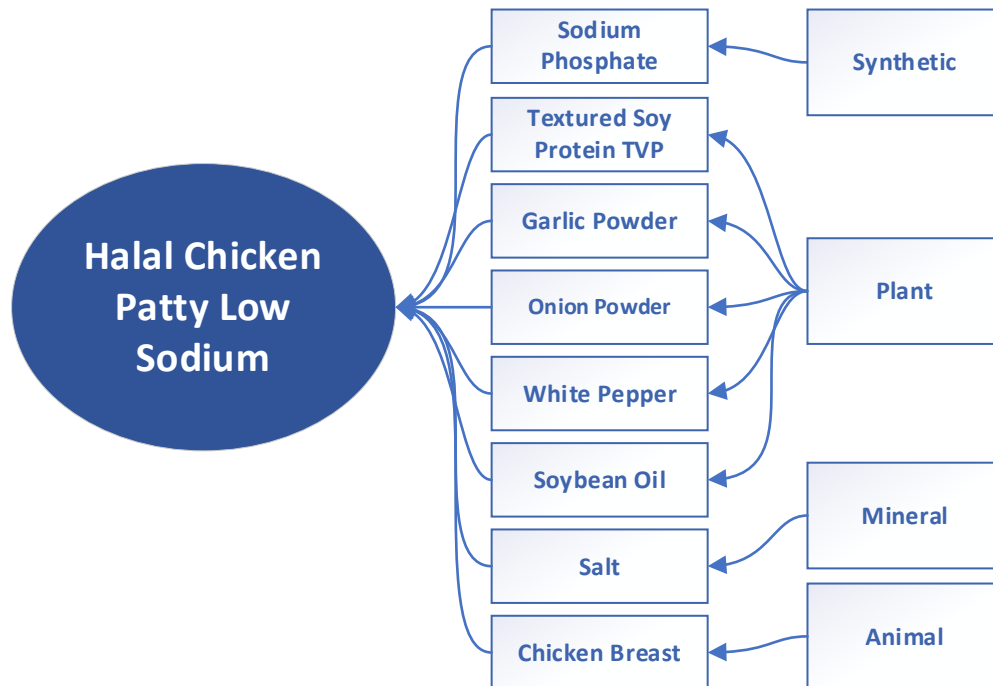 Sodium
Phosphate
Synthetic
Textured Soy
Protein TVP
Garlic Powder
Halal Chicken
Patty Low
Sodium
Plant
Onion Powder
White Pepper
Soybean Oil
Mineral
Salt
Chicken Breast
Animal